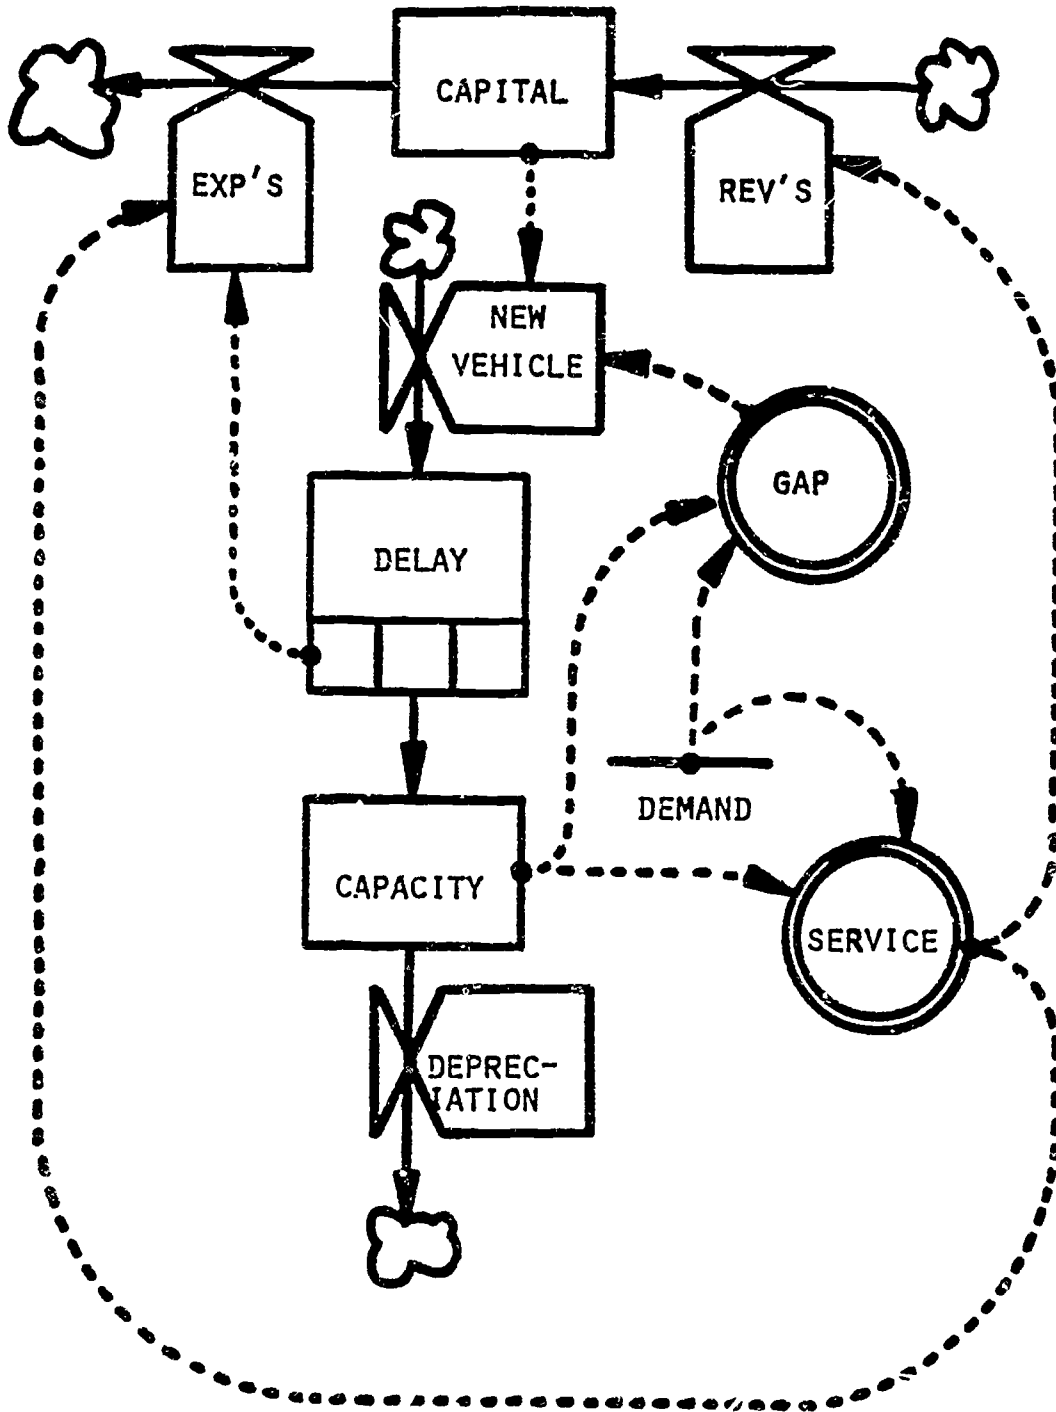 CAPITAL
EXP'S
REV'S
NEW
VEHICLE
GAP
DELAY
DEMAND
CAPACITY
SERVICE
DEPREC-
IATION